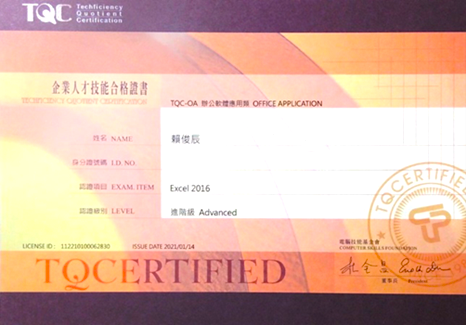 TQC Techficiency Quotient Certification
企業人才技能合格證書
TECHFICIENCY QUOTIENT CERTIFICATION
TQC-OA 辦公軟體應用類 OFFICE APPLICATION
姓名 NAME 賴俊辰
身分證號碼 I.D. NO.
認證項目 EXAM. ITEM Excel 2016
認證級別 LEVEL 進階級 Advanced
TQCERTIFIED
LICENSE ID : 112210100062830 ISSUE DATE 2021/01/14
電腦技能基金會
COMPUTER SKILLS FOUNDATION
TQCERTIFIED
董事長 President